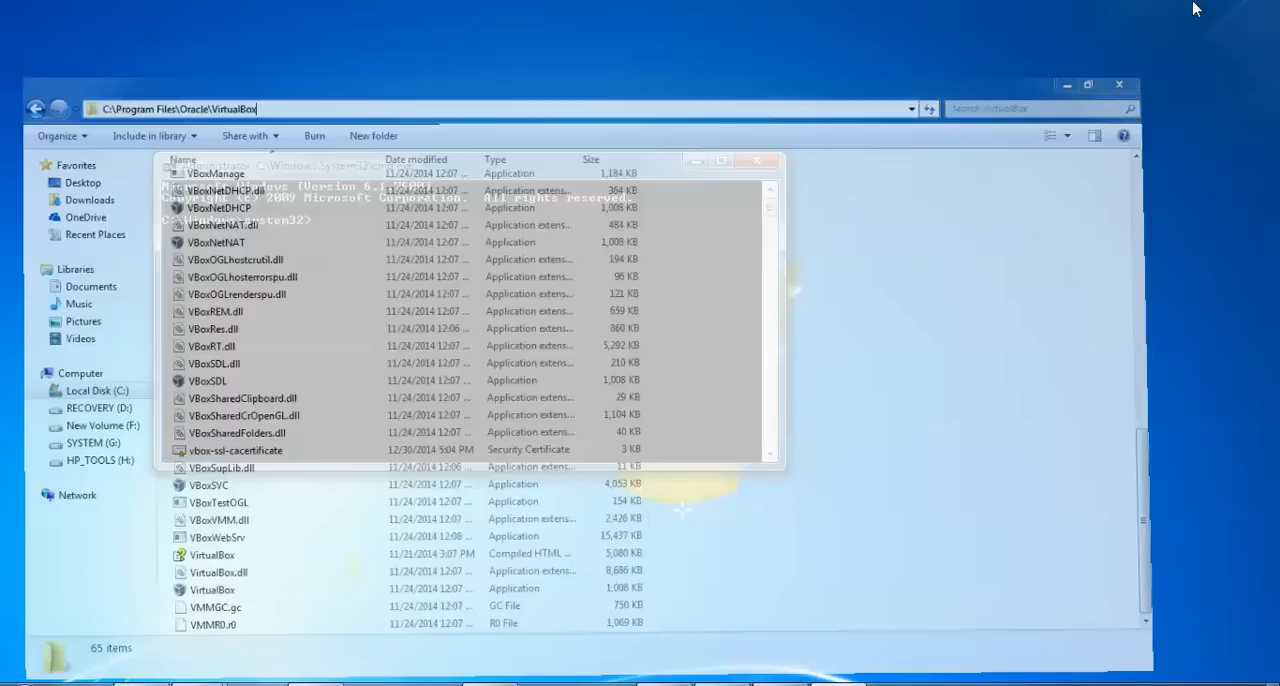 C:\Program Files\Oracle\VirtualBox
Search VirtualBox
Organize Include in library Share with Burn New folder
Name Date modified Type Size
Administrator: C:\Windows\System32\cmd.exe
Microsoft Windows [Version 6.1.7600]
Copyright (c) 2009 Microsoft Corporation. All rights reserved.
C:\Windows\system32>
Favorites
Desktop
Downloads
OneDrive
Recent Places
Libraries
Documents
Music
Pictures
Videos
Computer
Local Disk (C:)
RECOVERY (D:)
New Volume (F:)
SYSTEM (G:)
HP_TOOLS (H:)
Network
VBoxManage 11/24/2014 12:07 ... Application 1,184 KB
VBoxNetDHCP.dll 11/24/2014 12:07 ... Application extens... 364 KB
VBoxNetDHCP 11/24/2014 12:07 ... Application 1,008 KB
VBoxNetNAT.dll 11/24/2014 12:07 ... Application extens... 484 KB
VBoxNetNAT 11/24/2014 12:07 ... Application 1,008 KB
VBoxOGLhostcrutil.dll 11/24/2014 12:07 ... Application extens... 194 KB
VBoxOGLhosterrorspu.dll 11/24/2014 12:07 ... Application extens... 96 KB
VBoxOGLrenderspu.dll 11/24/2014 12:07 ... Application extens... 121 KB
VBoxREM.dll 11/24/2014 12:07 ... Application extens... 659 KB
VBoxRes.dll 11/24/2014 12:06 ... Application extens... 860 KB
VBoxRT.dll 11/24/2014 12:07 ... Application extens... 5,292 KB
VBoxSDL.dll 11/24/2014 12:07 ... Application extens... 210 KB
VBoxSDL 11/24/2014 12:07 ... Application 1,008 KB
VBoxSharedClipboard.dll 11/24/2014 12:07 ... Application extens... 29 KB
VBoxSharedCrOpenGL.dll 11/24/2014 12:07 ... Application extens... 1,104 KB
VBoxSharedFolders.dll 11/24/2014 12:07 ... Application extens... 40 KB
vbox-ssl-cacertificate 12/30/2014 5:04 PM Security Certificate 3 KB
VBoxSupLib.dll 11/24/2014 12:06 ... Application extens... 11 KB
VBoxSVC 11/24/2014 12:07 ... Application 4,053 KB
VBoxTestOGL 11/24/2014 12:07 ... Application 154 KB
VBoxVMM.dll 11/24/2014 12:07 ... Application extens... 2,426 KB
VBoxWebSrv 11/24/2014 12:08 ... Application 15,437 KB
VirtualBox 11/21/2014 3:07 PM Compiled HTML ... 5,080 KB
VirtualBox.dll 11/24/2014 12:07 ... Application extens... 8,686 KB
VirtualBox 11/24/2014 12:07 ... Application 1,008 KB
VMMGC.gc 11/24/2014 12:07 ... GC File 750 KB
VMMR0.r0 11/24/2014 12:07 ... R0 File 1,069 KB
65 items